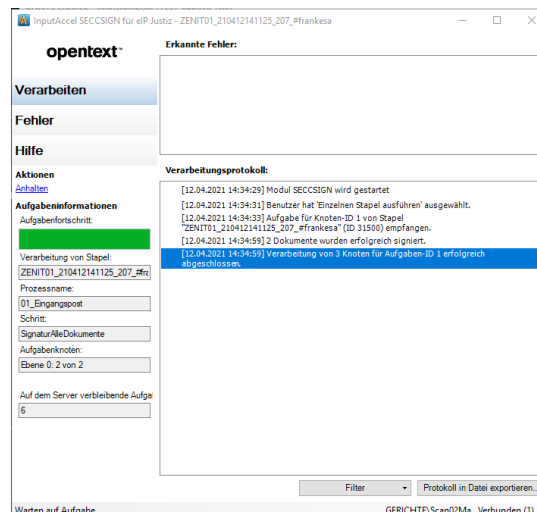 InputAccel SECCSIGN für eIP Justiz - ZENIT01_210412141125_207_#frankesa
opentext™
Verarbeiten
Fehler
Hilfe
Aktionen
Anhalten
Aufgabeninformationen
Aufgabenfortschritt:
Verarbeitung von Stapel:
ZENIT01_210412141125_207_#fra
Prozessname:
01_Eingangspost
Schritt:
SignaturAlleDokumente
Aufgabenknoten:
Ebene 0: 2 von 2
Auf dem Server verbleibende Aufgal
6
Erkannte Fehler:
Verarbeitungsprotokoll:
[12.04.2021 14:34:29] Modul SECCSIGN wird gestartet
[12.04.2021 14:34:31] Benutzer hat 'Einzelnen Stapel ausführen' ausgewählt.
[12.04.2021 14:34:33] Aufgabe für Knoten-ID 1 von Stapel
"ZENIT01_210412141125_207_#frankesa" (ID 31500) empfangen.
[12.04.2021 14:34:59] 2 Dokumente wurden erfolgreich signiert.
[12.04.2021 14:34:59] Verarbeitung von 3 Knoten für Aufgaben-ID 1 erfolgreich
abgeschlossen.
Filter
Protokoll in Datei exportieren...
Warten auf Aufgabe
GERICHTE\Scan02Ma Verbunden (1)